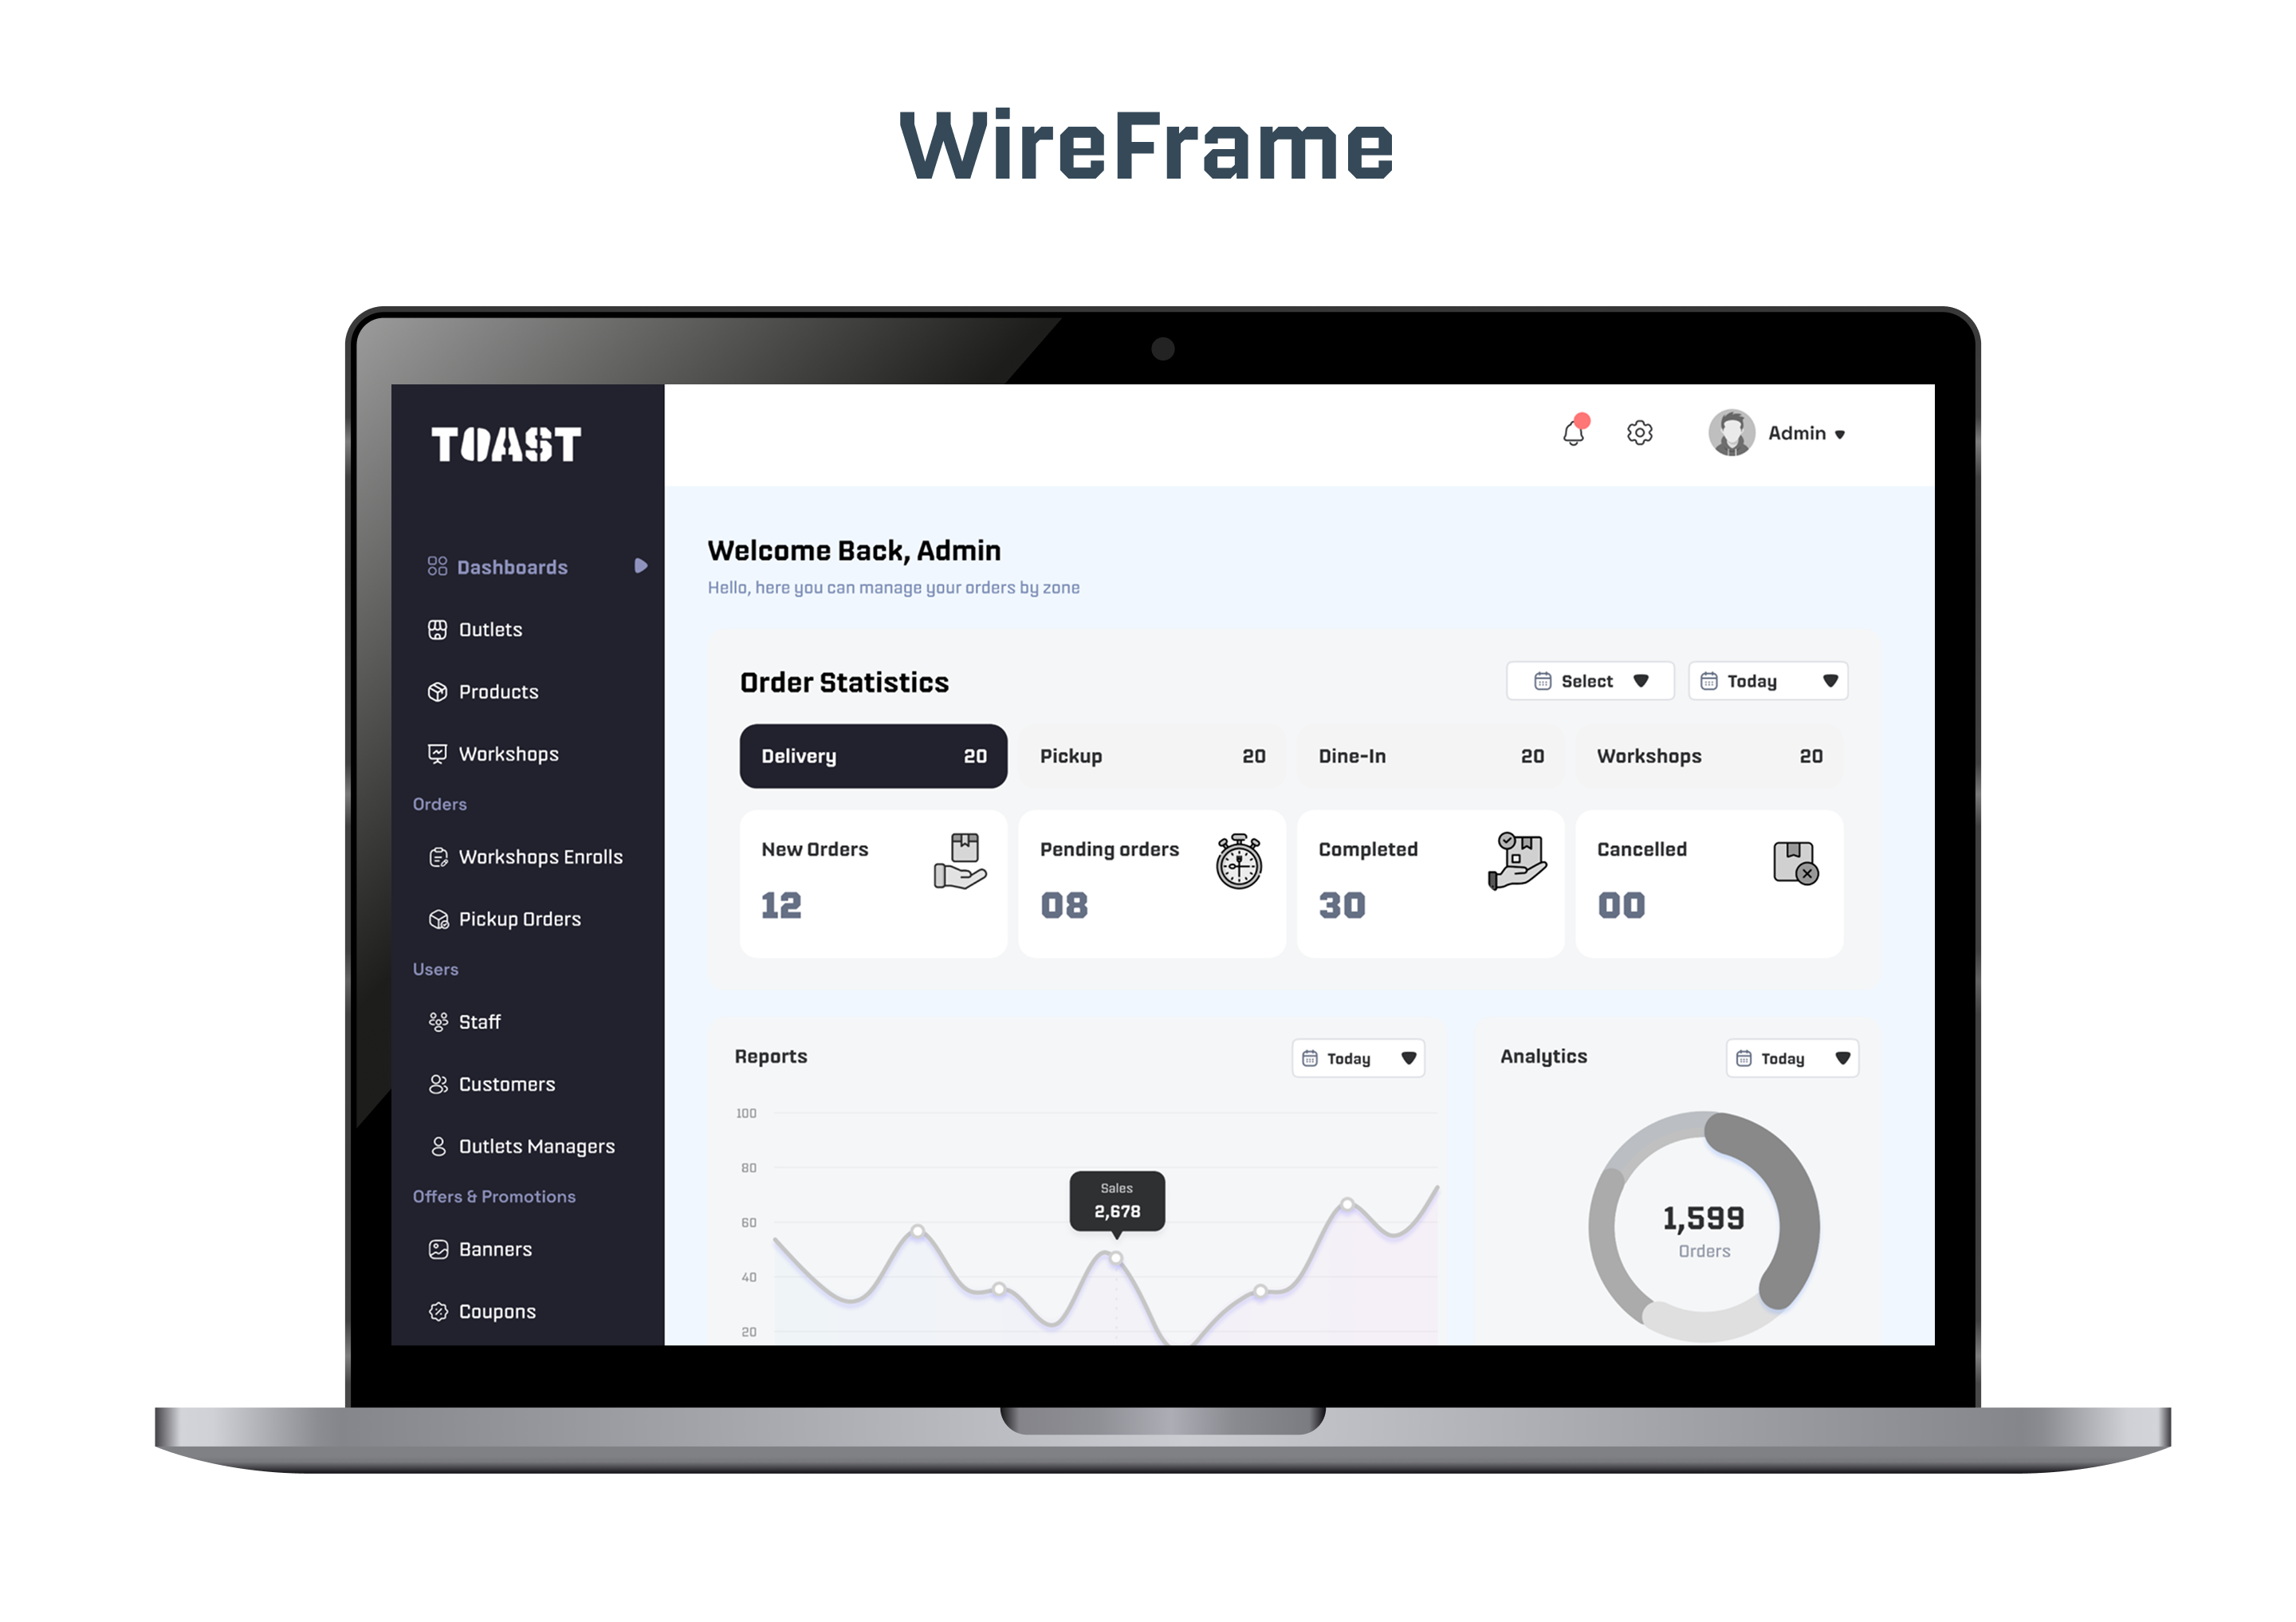 WireFrame
TOAST
Admin
Dashboards
Outlets
Products
Workshops
Orders
Workshops Enrolls
Pickup Orders
Users
Staff
Customers
Outlets Managers
Offers & Promotions
Banners
Coupons
Welcome Back, Admin
Hello, here you can manage your orders by zone
Order Statistics
Select
Today
Delivery 20
Pickup 20
Dine-In 20
Workshops 20
New Orders
12
Pending orders
08
Completed
30
Cancelled
00
Reports
Today
100
80
60
40
20
Sales
2,678
Analytics
Today
1,599
Orders